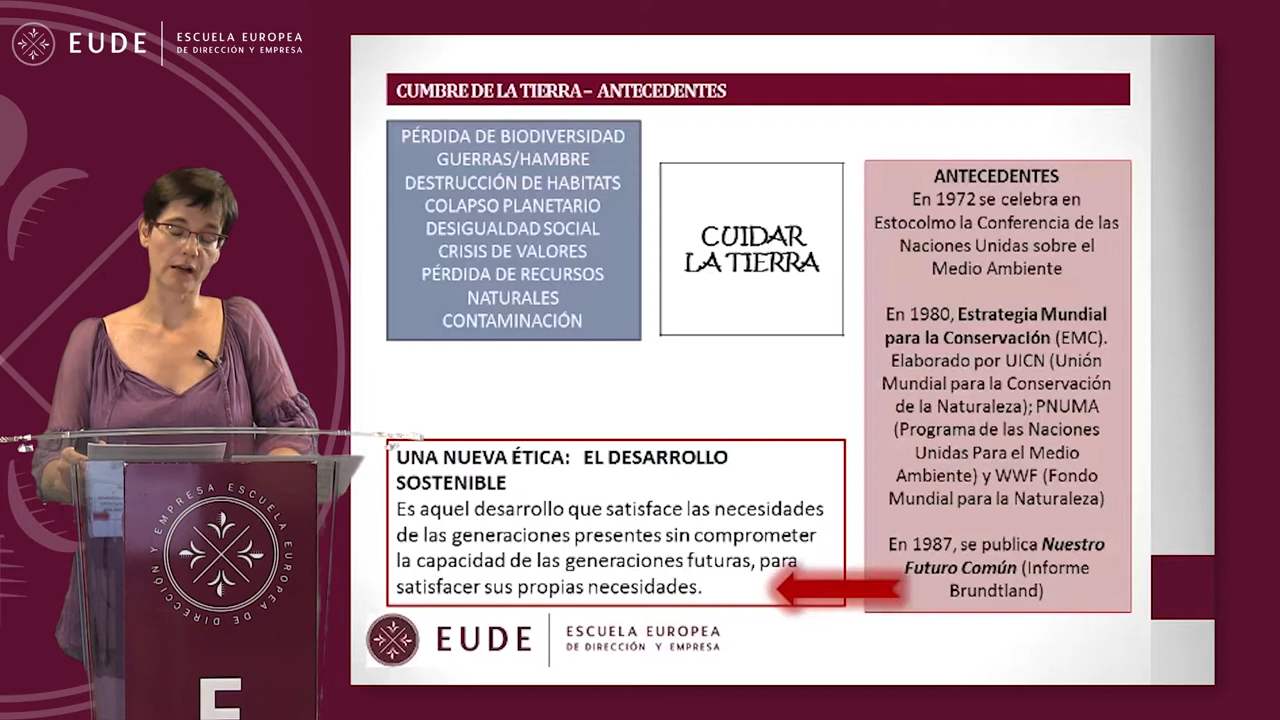 EUDE
ESCUELA EUROPEA
DE DIRECCIÓN Y EMPRESA
CUMBRE DE LA TIERRA – ANTECEDENTES
PÉRDIDA DE BIODIVERSIDAD
GUERRAS/HAMBRE
DESTRUCCIÓN DE HABITATS
COLAPSO PLANETARIO
DESIGUALDAD SOCIAL
CRISIS DE VALORES
PÉRDIDA DE RECURSOS
NATURALES
CONTAMINACIÓN
CUIDAR
LA TIERRA
ANTECEDENTES
En 1972 se celebra en
Estocolmo la Conferencia de las
Naciones Unidas sobre el
Medio Ambiente
En 1980, Estrategia Mundial
para la Conservación (EMC).
Elaborado por UICN (Unión
Mundial para la Conservación
de la Naturaleza); PNUMA
(Programa de las Naciones
Unidas Para el Medio
Ambiente) y WWF (Fondo
Mundial para la Naturaleza)
En 1987, se publica Nuestro
Futuro Común (Informe
Brundtland)
UNA NUEVA ÉTICA: EL DESARROLLO
SOSTENIBLE
Es aquel desarrollo que satisface las necesidades
de las generaciones presentes sin comprometer
la capacidad de las generaciones futuras, para
satisfacer sus propias necesidades.
EUDE
ESCUELA EUROPEA
DE DIRECCIÓN Y EMPRESA
ESCUELA EUROPEA DE DIRECCIÓN Y EMPRESA
E